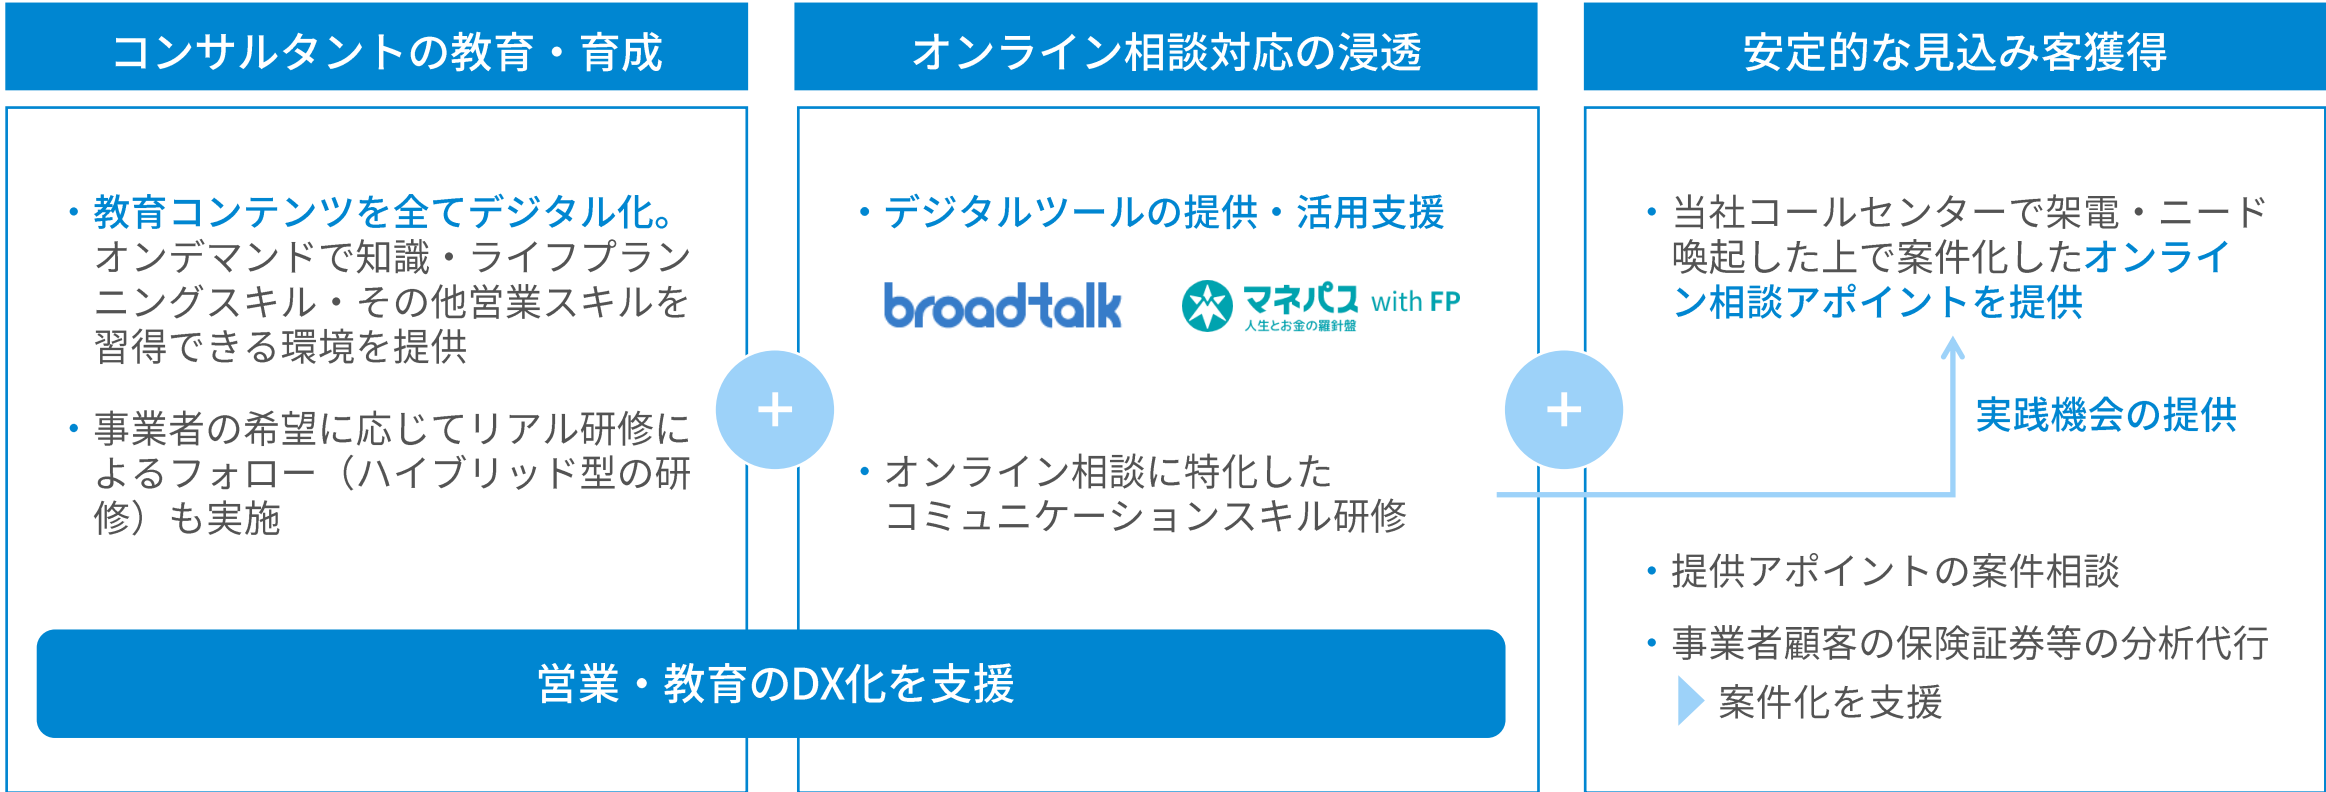 コンサルタントの教育・育成
・教育コンテンツを全てデジタル化。
オンデマンドで知識・ライフプラン
ニングスキル・その他営業スキルを
習得できる環境を提供
・事業者の希望に応じてリアル研修に
よるフォロー（ハイブリッド型の研
修）も実施
+
オンライン相談対応の浸透
・デジタルツールの提供・活用支援
broadtalk
マネパス with FP
人生とお金の羅針盤
・オンライン相談に特化した
コミュニケーションスキル研修
営業・教育のDX化を支援
+
安定的な見込み客獲得
・当社コールセンターで架電・ニード
喚起した上で案件化したオンライ
ン相談アポイントを提供
実践機会の提供
・提供アポイントの案件相談
・事業者顧客の保険証券等の分析代行
案件化を支援